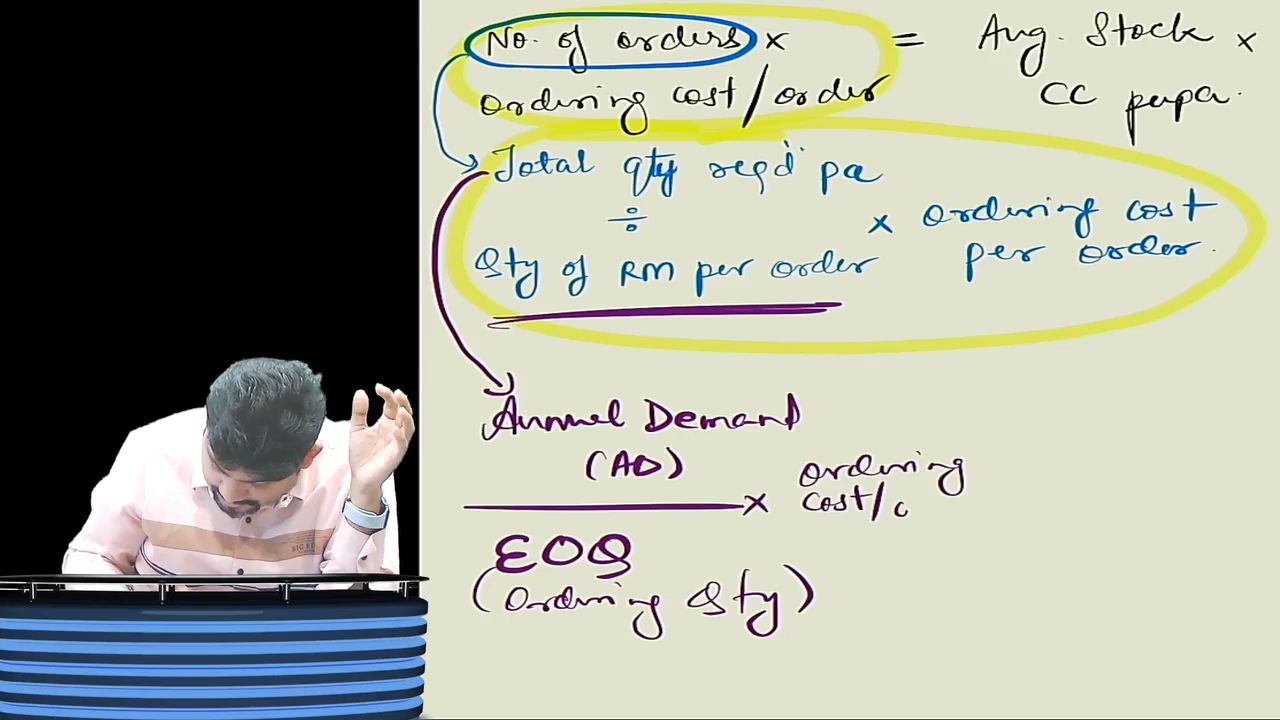 No. of orders × = Avg. Stock ×
ordering cost/order CC pupa.
Total qty reqd pa
÷ × ordering cost
Qty of RM per order per order.
Annual Demand
(AD) ordering
× cost/o
EOQ
(Ordering Qty)